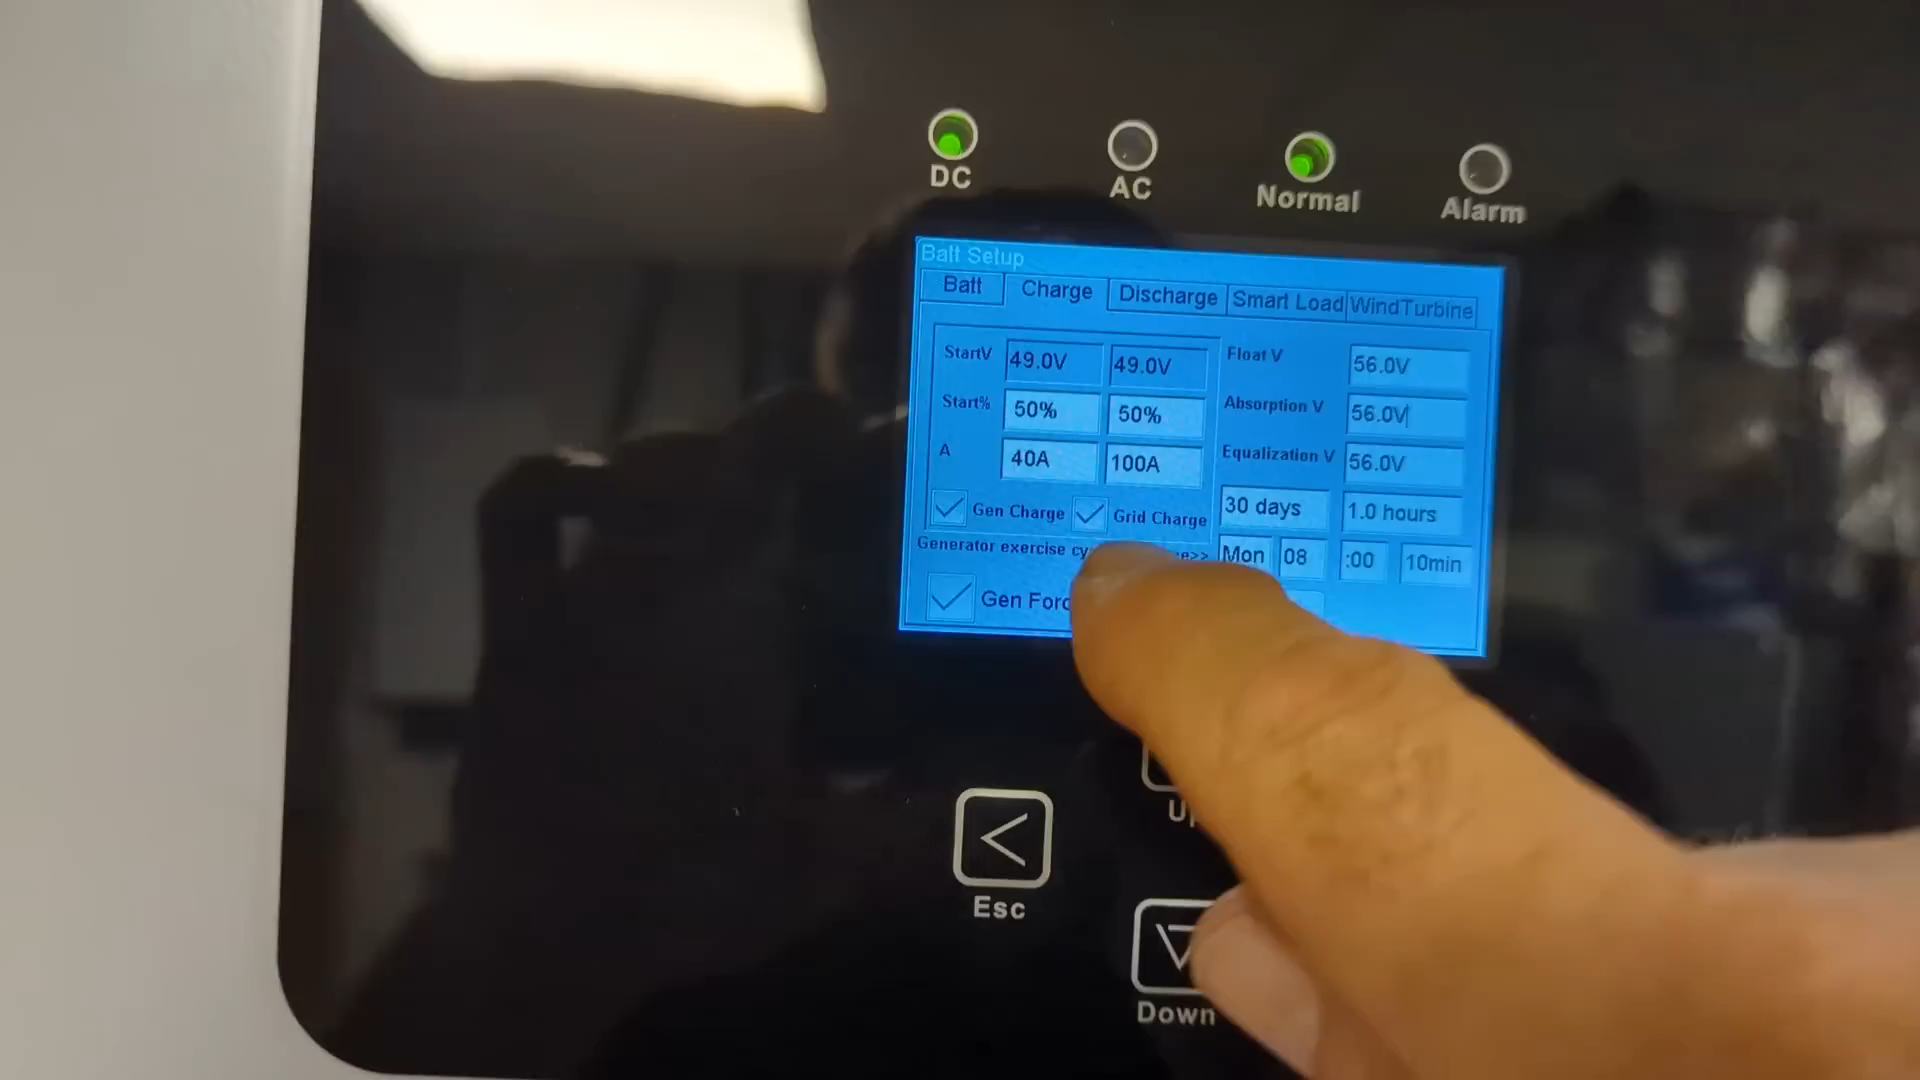 DC AC Normal Alarm
Batt Setup
Batt Charge Discharge Smart Load WindTurbine
StartV 49.0V 49.0V Float V 56.0V
Start% 50% 50% Absorption V 56.0V
A 40A 100A Equalization V 56.0V
Gen Charge Grid Charge 30 days 1.0 hours
Generator exercise Mon 08 :00 10min
Gen
Esc
Down